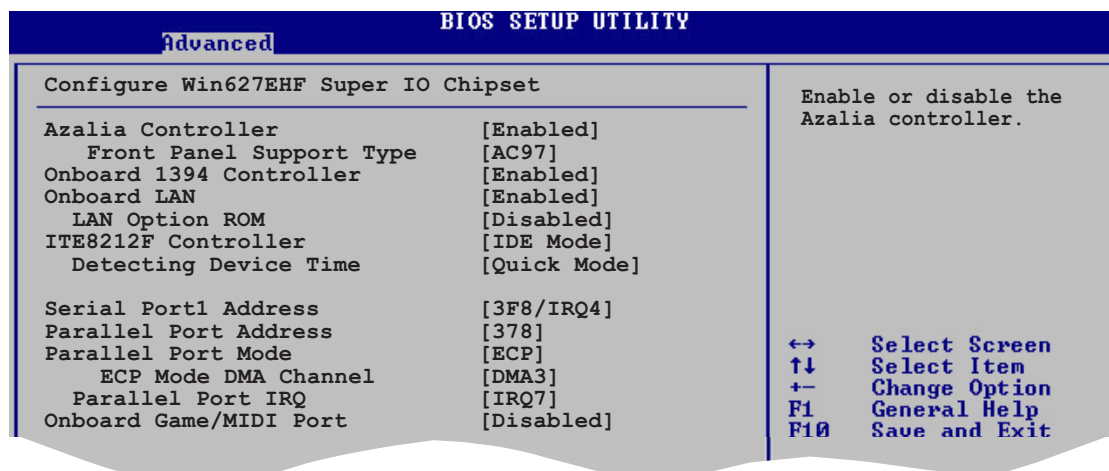 BIOS SETUP UTILITY
Advanced
Configure Win627EHF Super IO Chipset
Azalia Controller [Enabled]
Front Panel Support Type [AC97]
Onboard 1394 Controller [Enabled]
Onboard LAN [Enabled]
LAN Option ROM [Disabled]
ITE8212F Controller [IDE Mode]
Detecting Device Time [Quick Mode]
Serial Port1 Address [3F8/IRQ4]
Parallel Port Address [378]
Parallel Port Mode [ECP]
ECP Mode DMA Channel [DMA3]
Parallel Port IRQ [IRQ7]
Onboard Game/MIDI Port [Disabled]
Enable or disable the
Azalia controller.
←→ Select Screen
↑↓ Select Item
+- Change Option
F1 General Help
F10 Save and Exit